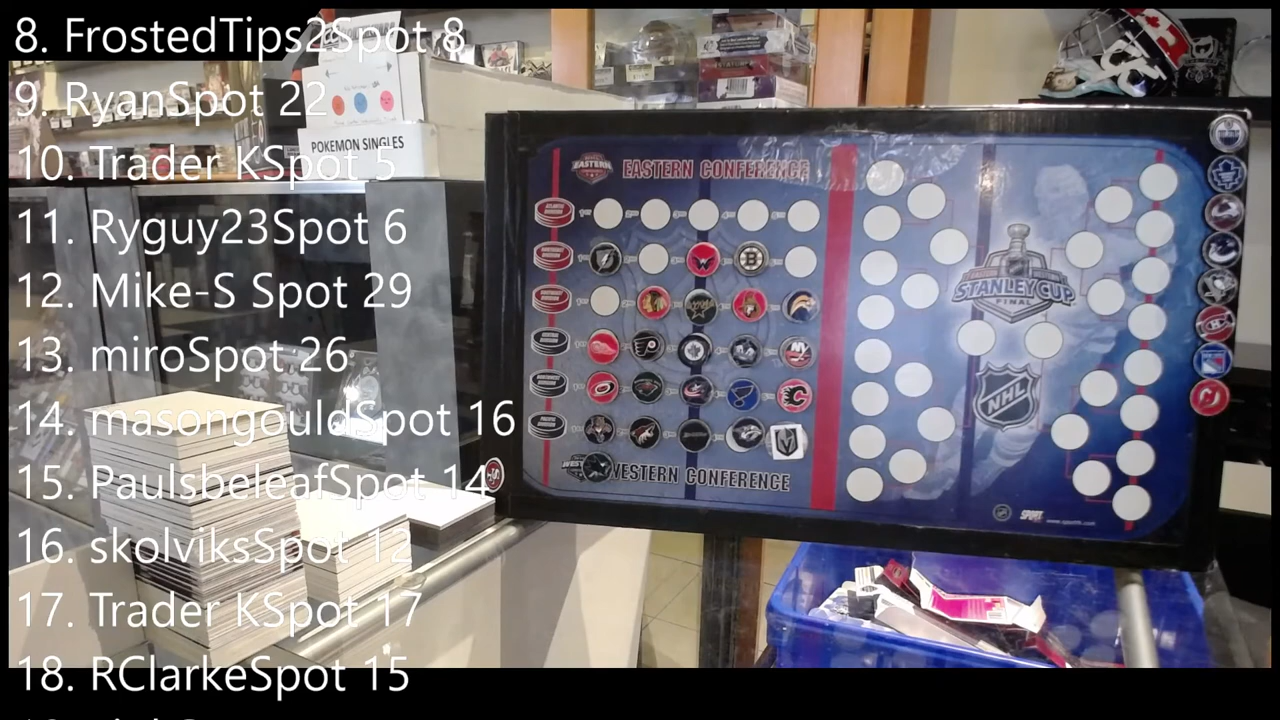 8. FrostedTips2Spot 8
9. RyanSpot 22
10. Trader KSpot 5
11. Ryguy23Spot 6
12. Mike-S Spot 29
13. miroSpot 26
14. masongouldSpot 16
15. PaulsbeleafSpot 14
16. skolviksSpot 12
17. Trader KSpot 17
18. RClarkeSpot 15
POKEMON SINGLES
EASTERN
EASTERN CONFERENCE
STANLEY CUP
FINAL
NHL
WESTERN CONFERENCE